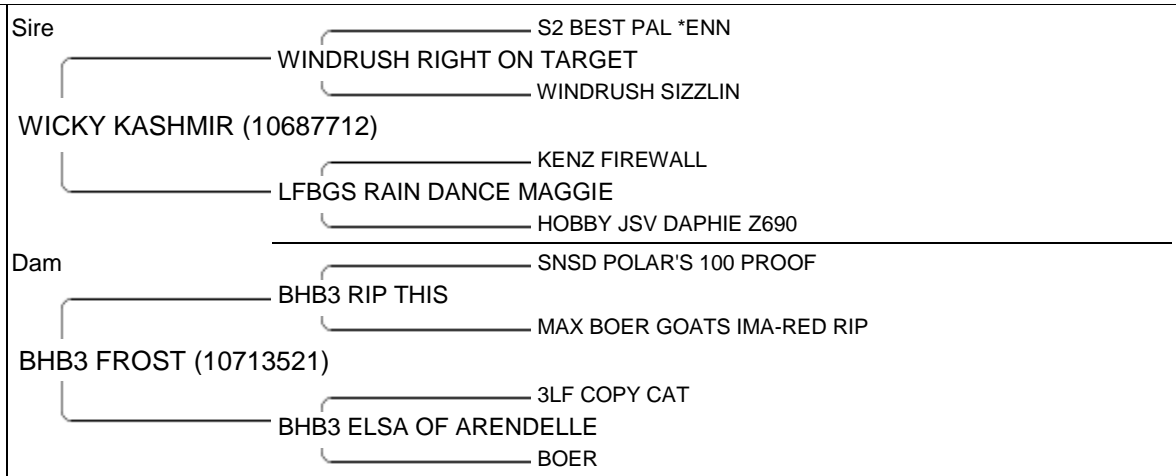 Sire
S2 BEST PAL *ENN
WINDRUSH RIGHT ON TARGET
WINDRUSH SIZZLIN
WICKY KASHMIR (10687712)
KENZ FIREWALL
LFBGS RAIN DANCE MAGGIE
HOBBY JSV DAPHIE Z690
Dam
SNSD POLAR'S 100 PROOF
BHB3 RIP THIS
MAX BOER GOATS IMA-RED RIP
BHB3 FROST (10713521)
3LF COPY CAT
BHB3 ELSA OF ARENDELLE
BOER